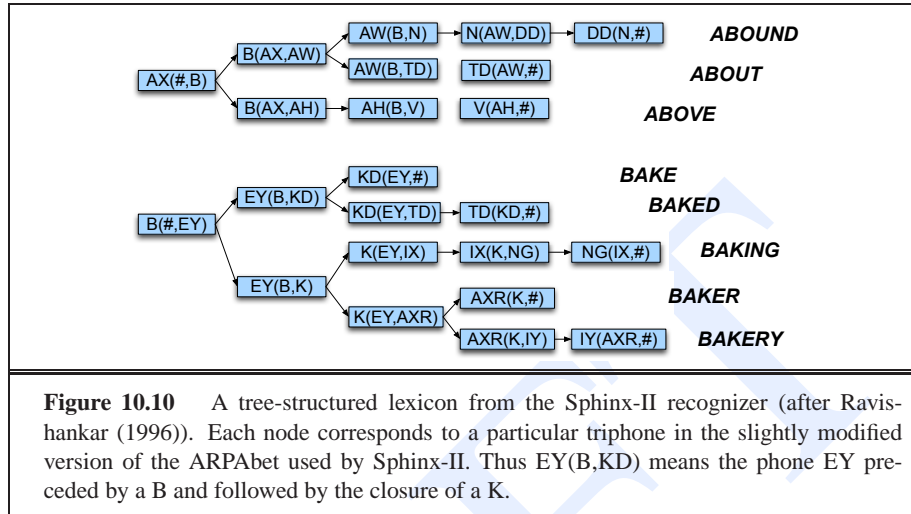 AW(B,N) N(AW,DD) DD(N,#) ABOUND
B(AX,AW)
AW(B,TD) TD(AW,#) ABOUT
AX(#,B)
B(AX,AH) AH(B,V) V(AH,#) ABOVE
KD(EY,#) BAKE
EY(B,KD)
KD(EY,TD) TD(KD,#) BAKED
B(#,EY)
K(EY,IX) IX(K,NG) NG(IX,#) BAKING
EY(B,K)
AXR(K,#) BAKER
K(EY,AXR)
AXR(K,IY) IY(AXR,#) BAKERY
Figure 10.10 A tree-structured lexicon from the Sphinx-II recognizer (after Ravis-
hankar (1996)). Each node corresponds to a particular triphone in the slightly modified
version of the ARPAbet used by Sphinx-II. Thus EY(B,KD) means the phone EY pre-
ceded by a B and followed by the closure of a K.